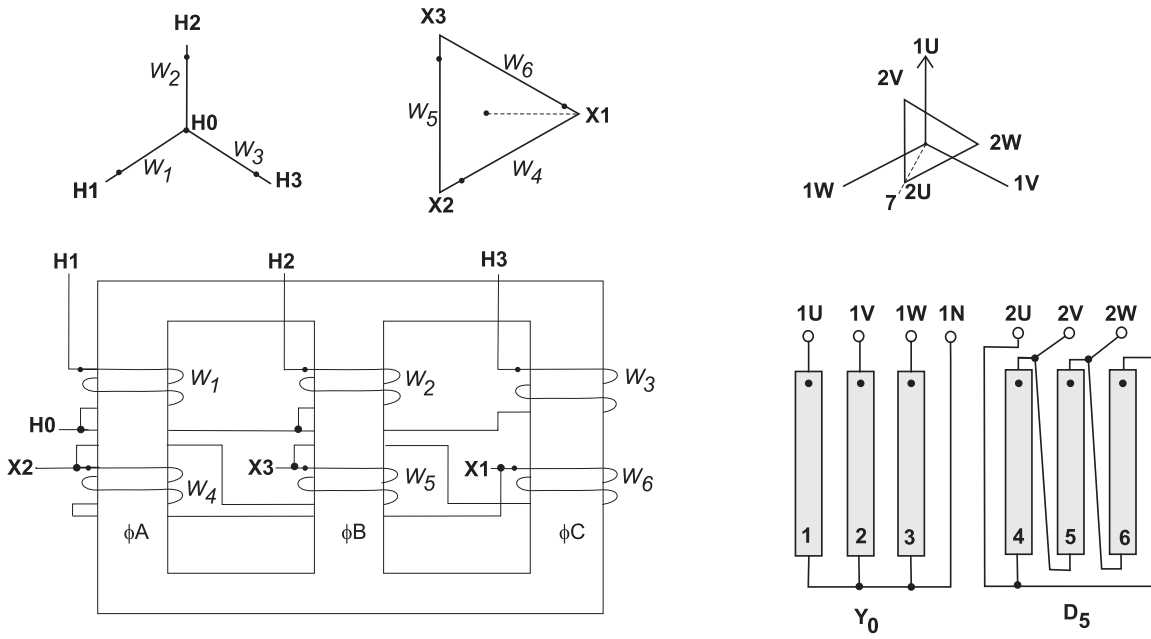 H2
W2
H0
W1
W3
H1
H3
X3
W6
W5
X1
W4
X2
1U
2V
2W
1W
2U
1V
7
H1
H2
H3
W1
W2
W3
H0
X2
X3
X1
W4
W5
W6
ϕA
ϕB
ϕC
1U 1V 1W 1N 2U 2V 2W
1 2 3 4 5 6
Y0 D5